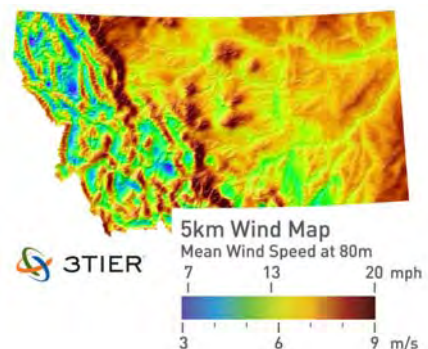 5km Wind Map
Mean Wind Speed at 80m
7 13 20 mph
3TIER
3 6 9 m/s